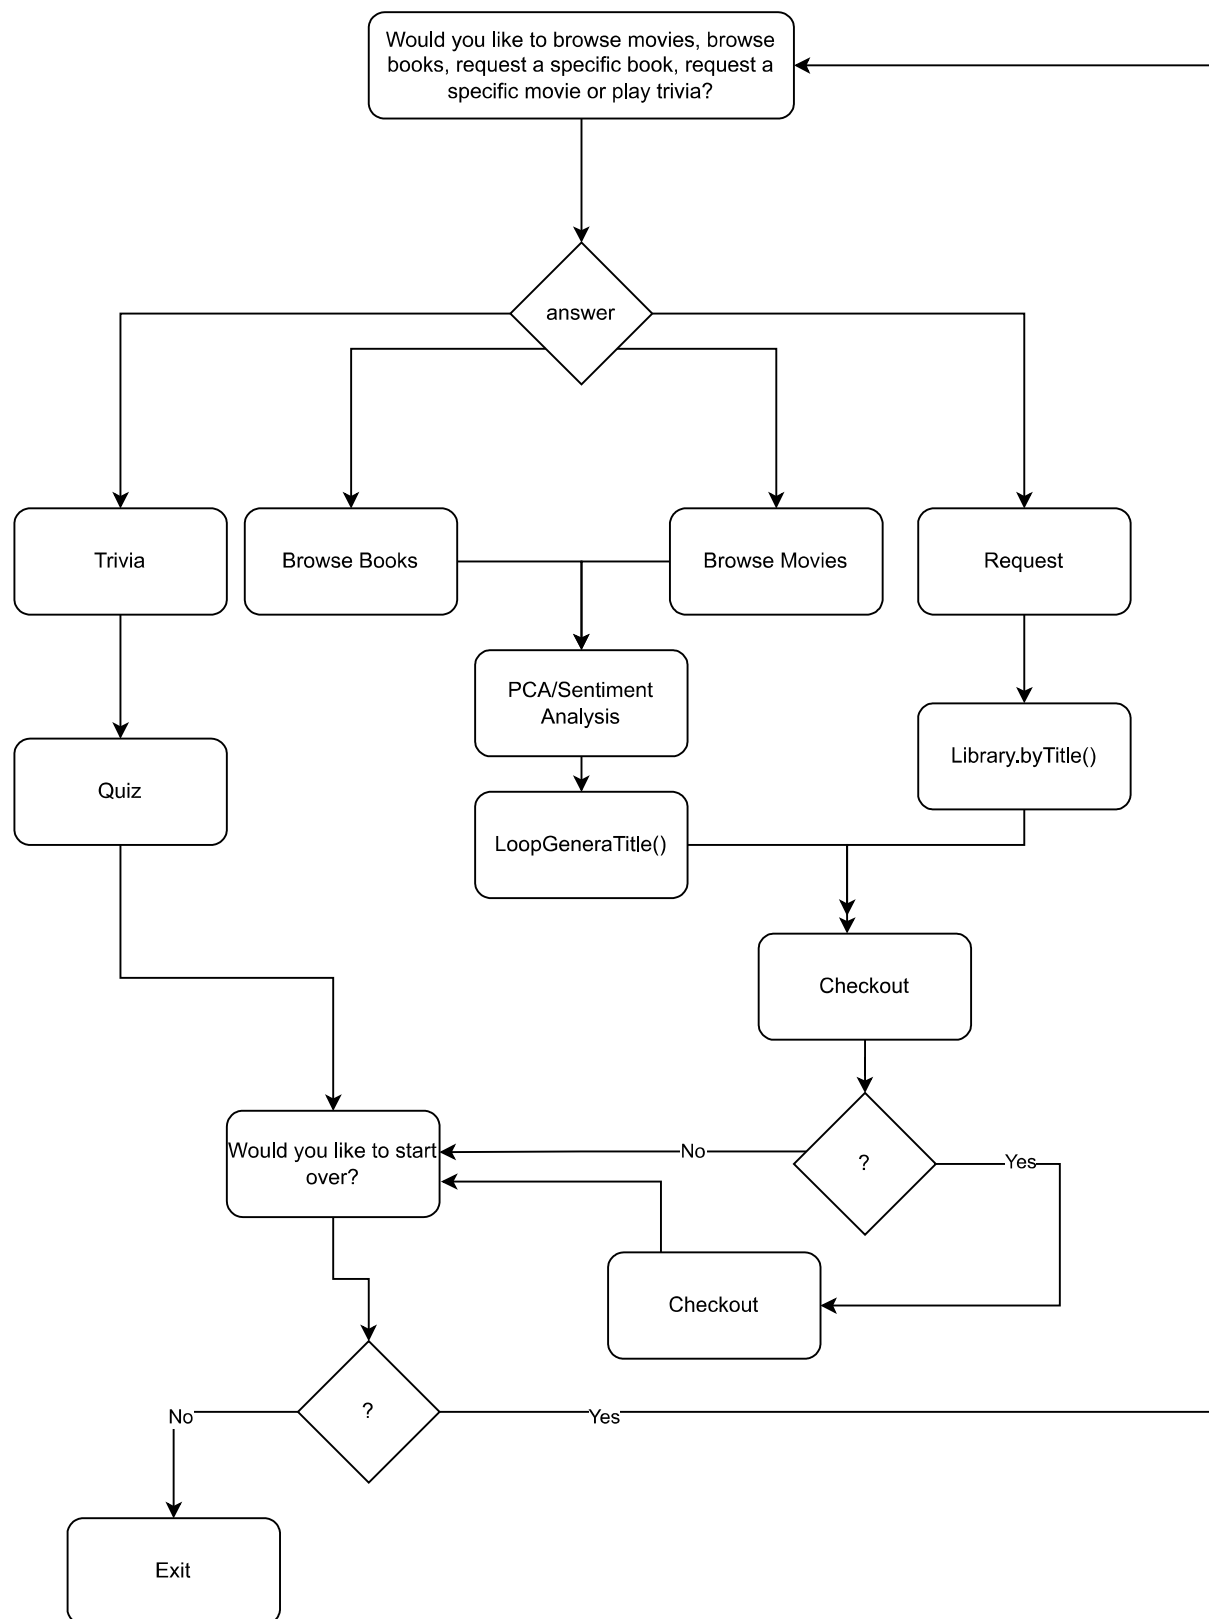 Would you like to browse movies, browse
books, request a specific book, request a
specific movie or play trivia?
answer
Trivia
Browse Books
Browse Movies
Request
PCA/Sentiment
Analysis
Library.byTitle()
Quiz
LoopGeneraTitle()
Checkout
Would you like to start
over?
No
?
Yes
Checkout
No
?
Yes
Exit